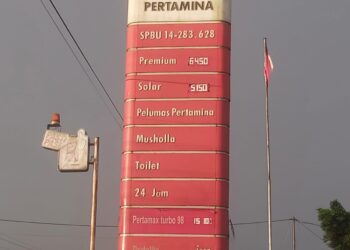 PERTAMINA
SPBU 14-283.628
Premium 6450
Solar 5150
Pelumas Pertamina
Musholla
Toilet
24 Jam
Pertamax turbo 98